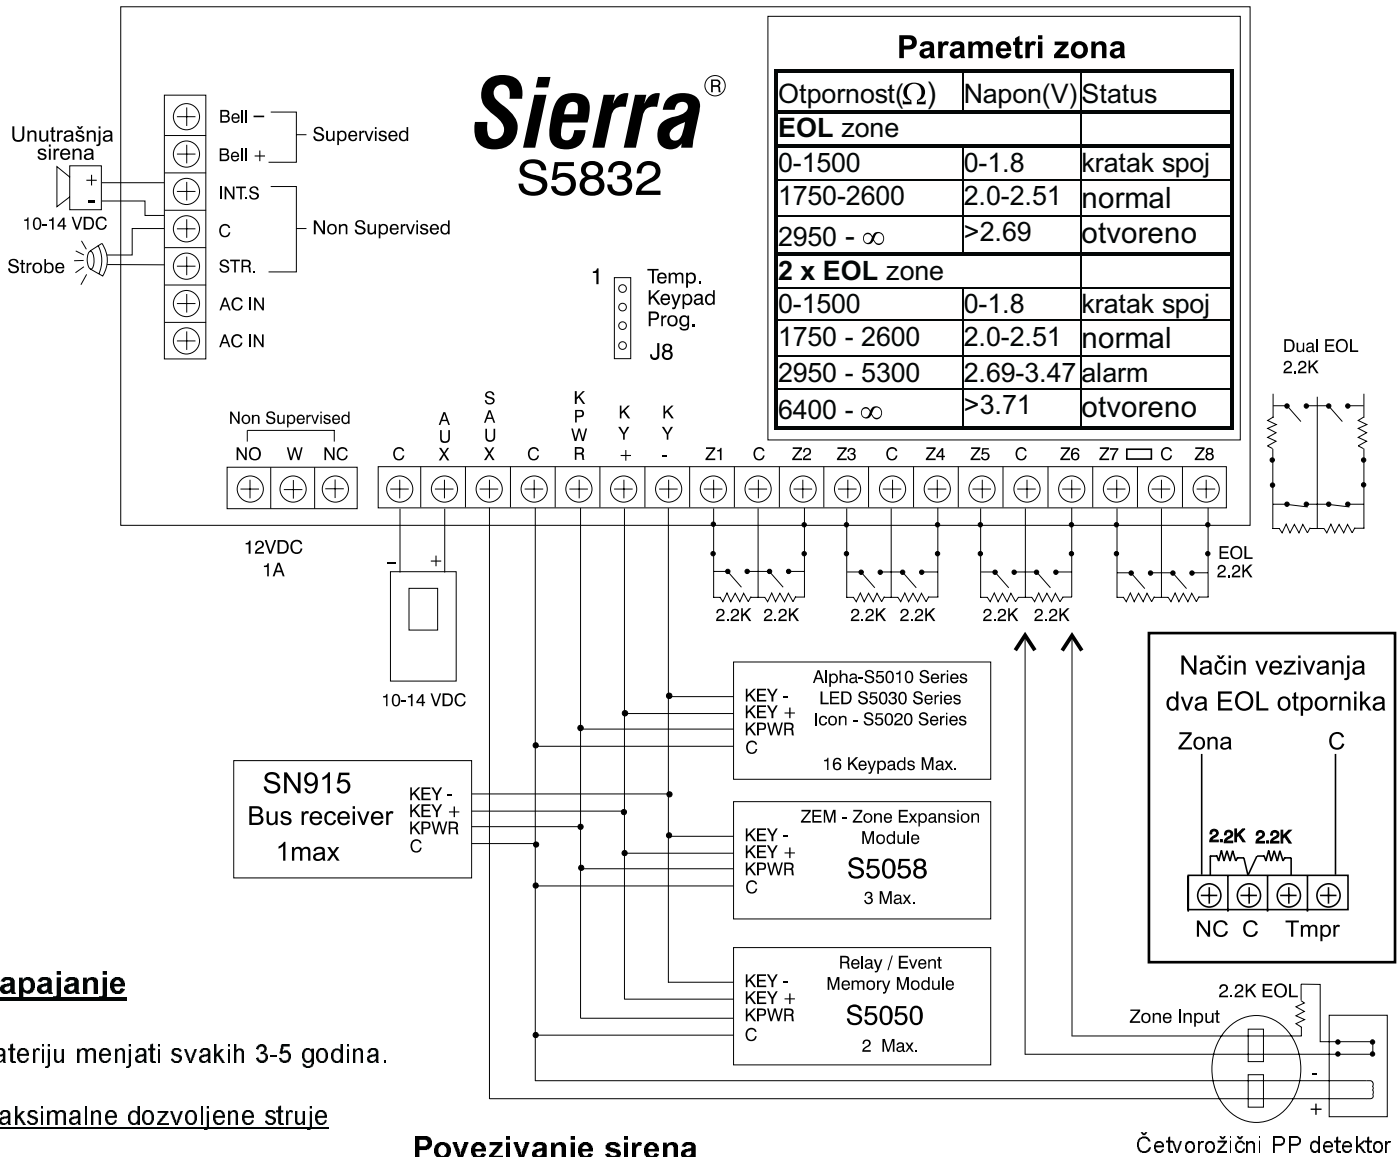 Parametri zona
Otpornost(Ω) Napon(V) Status
EOL zone
0-1500 0-1.8 kratak spoj
1750-2600 2.0-2.51 normal
2950 - ∞ >2.69 otvoreno
2 x EOL zone
0-1500 0-1.8 kratak spoj
1750 - 2600 2.0-2.51 normal
2950 - 5300 2.69-3.47 alarm
6400 - ∞ >3.71 otvoreno
Sierra®
S5832
Unutrašnja
sirena
+
-
10-14 VDC
Strobe
Bell −
Bell +
Supervised
INT.S
C
STR.
Non Supervised
AC IN
AC IN
1
Temp.
Keypad
Prog.
J8
Dual EOL
2.2K
Non Supervised
NO W NC
C AUX SAUX C KPWR KY+ KY- Z1 C Z2 Z3 C Z4 Z5 C Z6 Z7 C Z8
12VDC
1A
- +
10-14 VDC
EOL
2.2K
2.2K 2.2K 2.2K 2.2K 2.2K 2.2K
KEY -
KEY +
KPWR
C
Alpha-S5010 Series
LED S5030 Series
Icon - S5020 Series
16 Keypads Max.
SN915
Bus receiver
1max
KEY -
KEY +
KPWR
C
KEY -
KEY +
KPWR
C
ZEM - Zone Expansion
Module
S5058
3 Max.
KEY -
KEY +
KPWR
C
Relay / Event
Memory Module
S5050
2 Max.
Način vezivanja
dva EOL otpornika
Zona C
2.2K 2.2K
NC C Tmpr
2.2K EOL
Zone Input
-
+
Četvorožični PP detektor
apajanje
ateriju menjati svakih 3-5 godina.
aksimalne dozvoljene struje
Povezivanje sirena